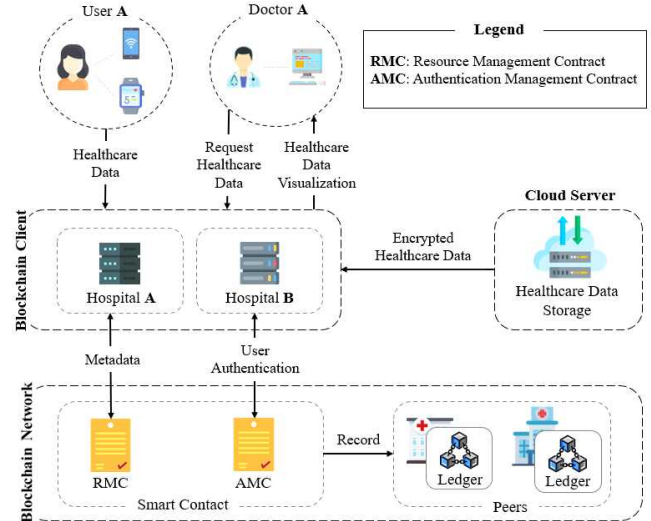 User A
Doctor A
Legend
RMC: Resource Management Contract
AMC: Authentication Management Contract
Healthcare
Data
Request
Healthcare
Data
Healthcare
Data
Visualization
Cloud Server
Healthcare Data
Storage
Encrypted
Healthcare Data
Blockchain Client
Hospital A
Hospital B
Metadata
User
Authentication
Blockchain Network
RMC
AMC
Smart Contact
Record
Ledger
Ledger
Peers